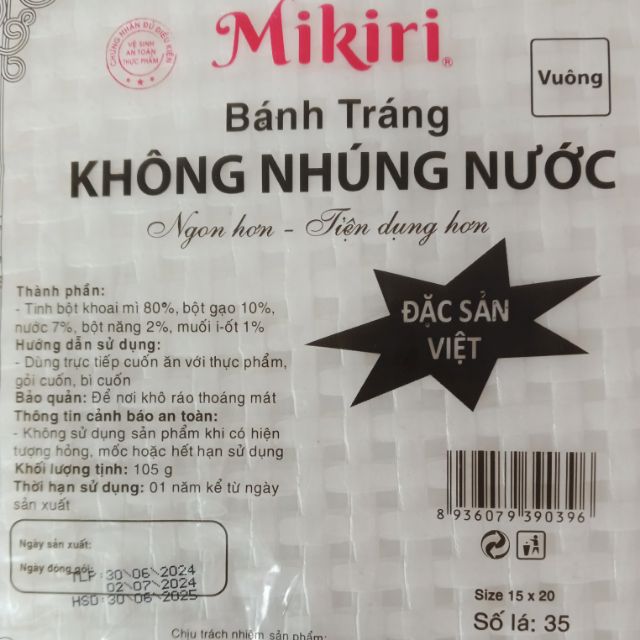 CHỨNG NHẬN ĐỦ ĐIỀU KIỆN
VỆ SINH
AN TOÀN
THỰC PHẨM
Mikiri®
Vuông
Bánh Tráng
KHÔNG NHÚNG NƯỚC
Ngon hơn - Tiện dụng hơn
Thành phần:
- Tinh bột khoai mì 80%, bột gạo 10%,
nước 7%, bột năng 2%, muối i-ốt 1%
Hướng dẫn sử dụng:
- Dùng trực tiếp cuốn ăn với thực phẩm,
gỏi cuốn, bì cuốn
Bảo quản: Để nơi khô ráo thoáng mát
Thông tin cảnh báo an toàn:
- Không sử dụng sản phẩm khi có hiện
tượng hỏng, mốc hoặc hết hạn sử dụng
Khối lượng tịnh: 105 g
Thời hạn sử dụng: 01 năm kể từ ngày
sản xuất
ĐẶC SẢN
VIỆT
8 936079 390396
Ngày sản xuất:
Ngày đóng gói:
TLP: 30/06/2024
02/07/2024
HSD: 30/06/2025
Size 15 x 20
Số lá: 35
Chịu trách nhiệm sản phẩm: